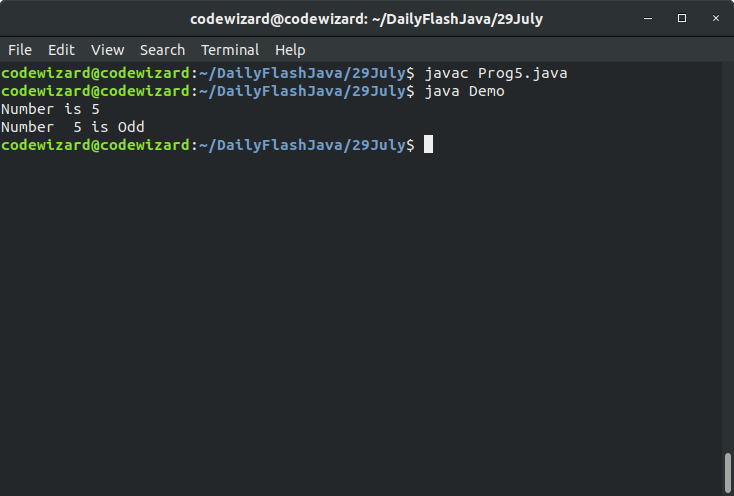 codewizard@codewizard: ~/DailyFlashJava/29July
File Edit View Search Terminal Help
codewizard@codewizard:~/DailyFlashJava/29July$ javac Prog5.java
codewizard@codewizard:~/DailyFlashJava/29July$ java Demo
Number is 5
Number  5 is Odd
codewizard@codewizard:~/DailyFlashJava/29July$